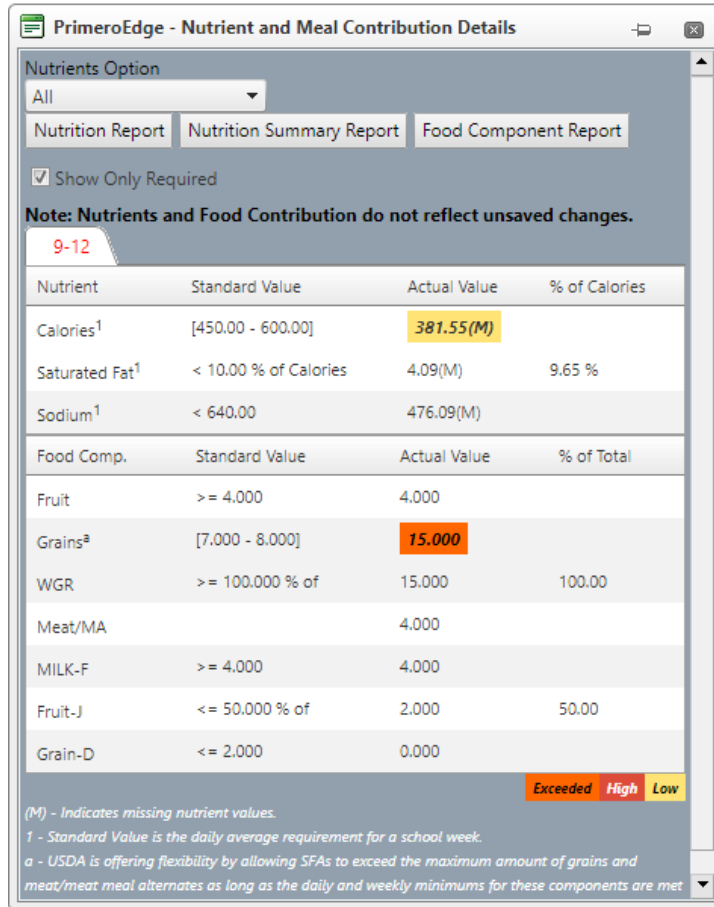 PrimeroEdge - Nutrient and Meal Contribution Details
Nutrients Option
All
Nutrition Report Nutrition Summary Report Food Component Report
Show Only Required
Note: Nutrients and Food Contribution do not reflect unsaved changes.
9-12
Nutrient Standard Value Actual Value % of Calories
Calories¹ [450.00 - 600.00] 381.55(M)
Saturated Fat¹ < 10.00 % of Calories 4.09(M) 9.65 %
Sodium¹ < 640.00 476.09(M)
Food Comp. Standard Value Actual Value % of Total
Fruit >= 4.000 4.000
Grainsª [7.000 - 8.000] 15.000
WGR >= 100.000 % of 15.000 100.00
Meat/MA 4.000
MILK-F >= 4.000 4.000
Fruit-J <= 50.000 % of 2.000 50.00
Grain-D <= 2.000 0.000
Exceeded High Low
(M) - Indicates missing nutrient values.
1 - Standard Value is the daily average requirement for a school week.
a - USDA is offering flexibility by allowing SFAs to exceed the maximum amount of grains and
meat/meat meal alternates as long as the daily and weekly minimums for these components are met